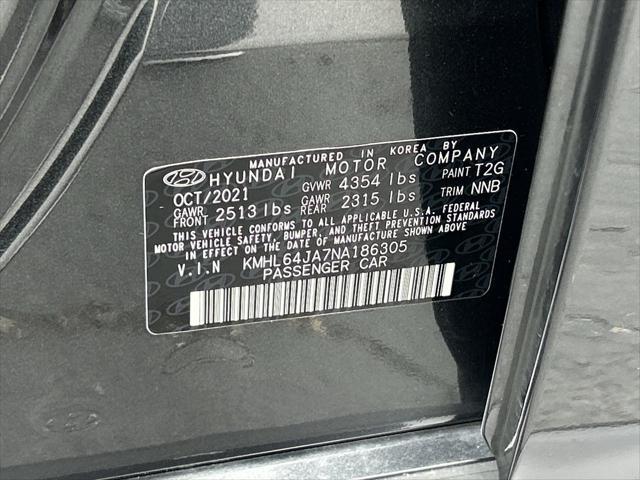 MANUFACTURED IN KOREA BY
HYUNDAI MOTOR COMPANY
OCT/2021 GVWR 4354 lbs PAINT T2G
GAWR FRONT 2513 lbs GAWR REAR 2315 lbs TRIM NNB
THIS VEHICLE CONFORMS TO ALL APPLICABLE U.S.A. FEDERAL
MOTOR VEHICLE SAFETY, BUMPER, AND THEFT PREVENTION STANDARDS
IN EFFECT ON THE DATE OF MANUFACTURE SHOWN ABOVE
V.I.N KMHL64JA7NA186305
PASSENGER CAR